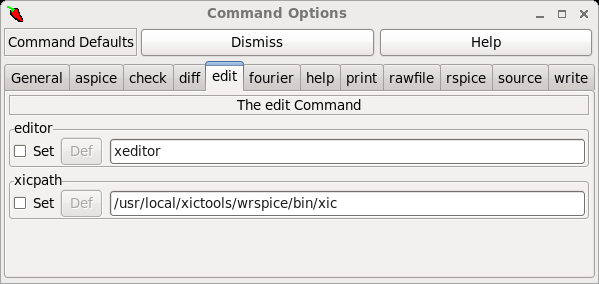 Command Options
Command Defaults Dismiss Help
General aspice check diff edit fourier help print rawfile rspice source write
The edit Command
editor
Set Def xeditor
xicpath
Set Def /usr/local/xictools/wrspice/bin/xic